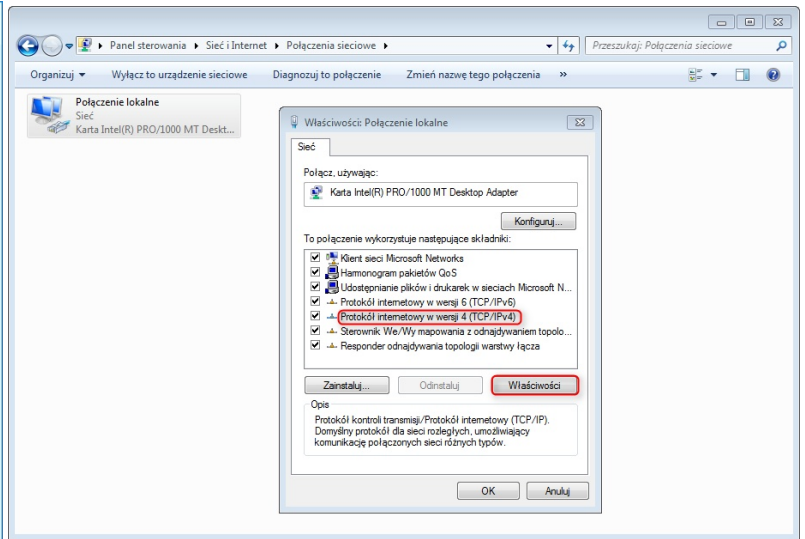 Panel sterowania ▸ Sieć i Internet ▸ Połączenia sieciowe ▸
Przeszukaj: Połączenia sieciowe
Organizuj Wyłącz to urządzenie sieciowe Diagnozuj to połączenie Zmień nazwę tego połączenia »
Połączenie lokalne
Sieć
Karta Intel(R) PRO/1000 MT Deskt...
Właściwości: Połączenie lokalne
Sieć
Połącz, używając:
Karta Intel(R) PRO/1000 MT Desktop Adapter
Konfiguruj...
To połączenie wykorzystuje następujące składniki:
Klient sieci Microsoft Networks
Harmonogram pakietów QoS
Udostępnianie plików i drukarek w sieciach Microsoft N...
Protokół internetowy w wersji 6 (TCP/IPv6)
Protokół internetowy w wersji 4 (TCP/IPv4)
Sterownik We/Wy mapowania z odnajdywaniem topolo...
Responder odnajdywania topologii warstwy łącza
Zainstaluj... Odinstaluj Właściwości
Opis
Protokół kontroli transmisji/Protokół internetowy (TCP/IP).
Domyślny protokół dla sieci rozległych, umożliwiający
komunikację połączonych sieci różnych typów.
OK Anuluj